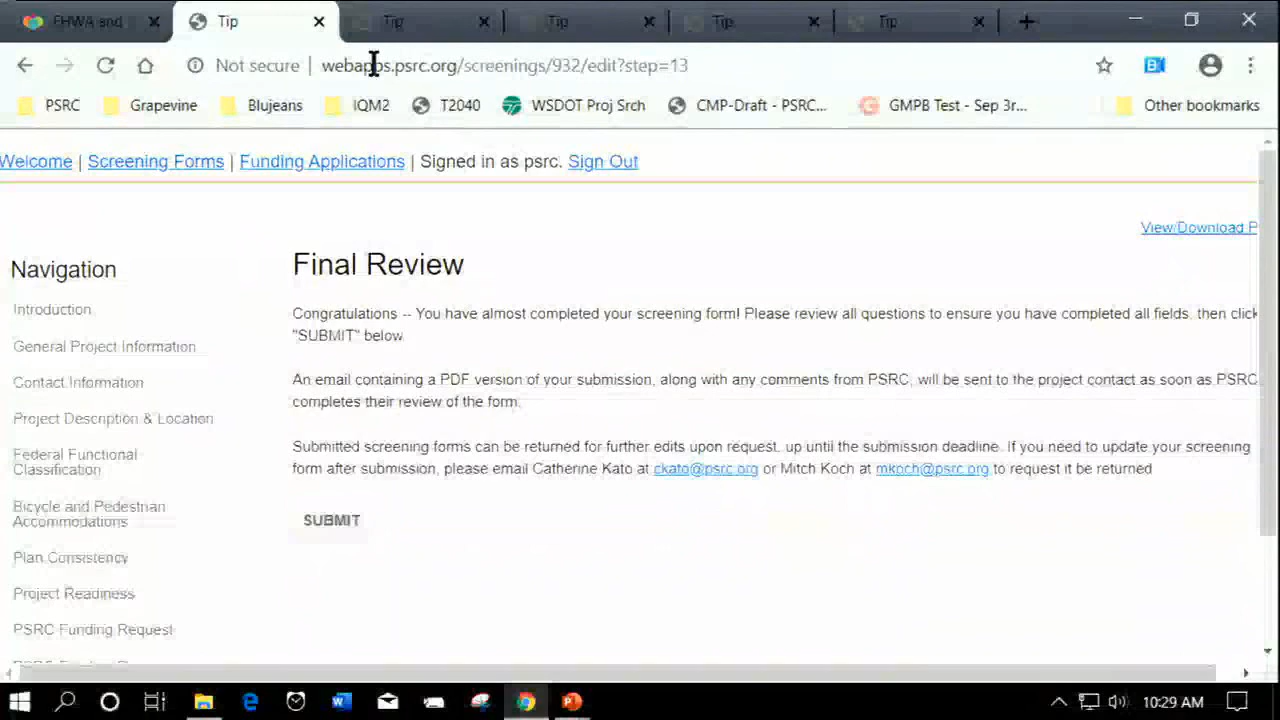 FHWA and
Tip
Tip
Tip
Tip
Tip
Not secure | webapps.psrc.org/screenings/932/edit?step=13
PSRC
Grapevine
Blujeans
IQM2
T2040
WSDOT Proj Srch
CMP-Draft - PSRC...
GMPB Test - Sep 3r...
Other bookmarks
Welcome | Screening Forms | Funding Applications | Signed in as psrc. Sign Out
View/Download P
Navigation
Introduction
General Project Information
Contact Information
Project Description & Location
Federal Functional
Classification
Bicycle and Pedestrian
Accommodations
Plan Consistency
Project Readiness
PSRC Funding Request
Final Review
Congratulations -- You have almost completed your screening form! Please review all questions to ensure you have completed all fields, then click
"SUBMIT" below
An email containing a PDF version of your submission, along with any comments from PSRC, will be sent to the project contact as soon as PSRC
completes their review of the form.
Submitted screening forms can be returned for further edits upon request, up until the submission deadline. If you need to update your screening
form after submission, please email Catherine Kato at ckato@psrc.org or Mitch Koch at mkoch@psrc.org to request it be returned
SUBMIT
10:29 AM